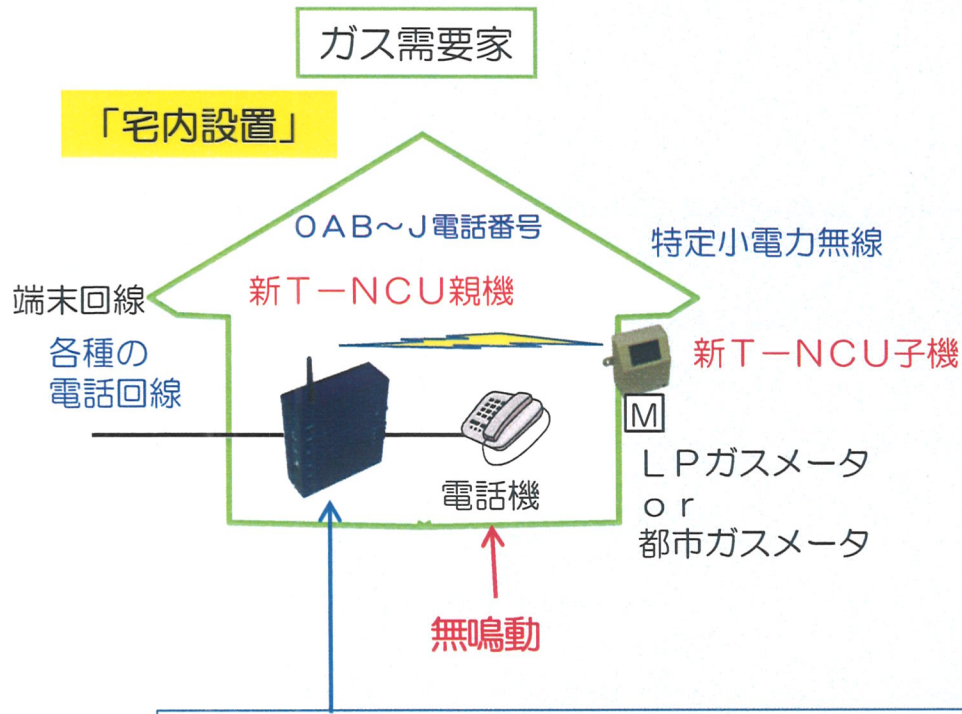 ガス需要家
「宅内設置」
0AB～J電話番号
特定小電力無線
新T－NCU親機
端末回線
各種の
電話回線
新T－NCU子機
M
LPガスメータ
or
都市ガスメータ
電話機
無鳴動